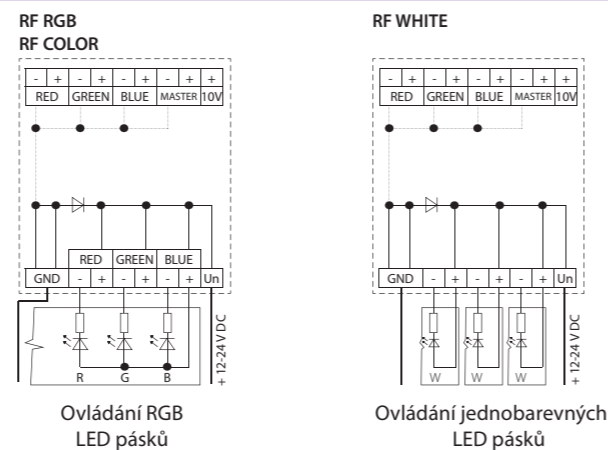 RF RGB
RF COLOR
- + - + - + - + +
RED GREEN BLUE MASTER 10V
RED GREEN BLUE
GND - + - + - + Un
R G B
+ 12-24 V DC
Ovládání RGB
LED pásků
RF WHITE
- + - + - + - + +
RED GREEN BLUE MASTER 10V
GND - + - + - + Un
W W W
+ 12-24 V DC
Ovládání jednobarevných
LED pásků